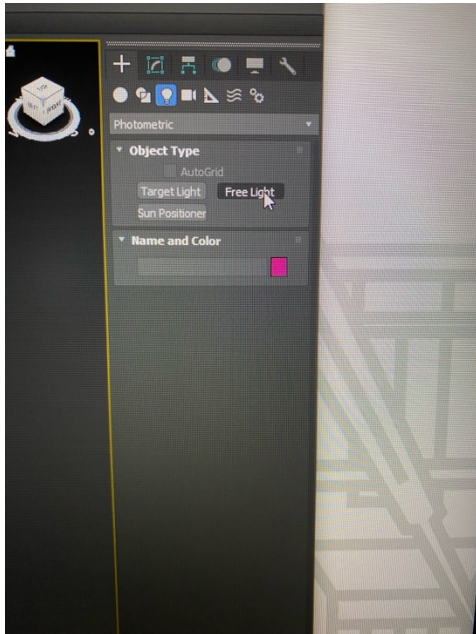 Photometric
Object Type
AutoGrid
Target Light Free Light
Sun Positioner
Name and Color